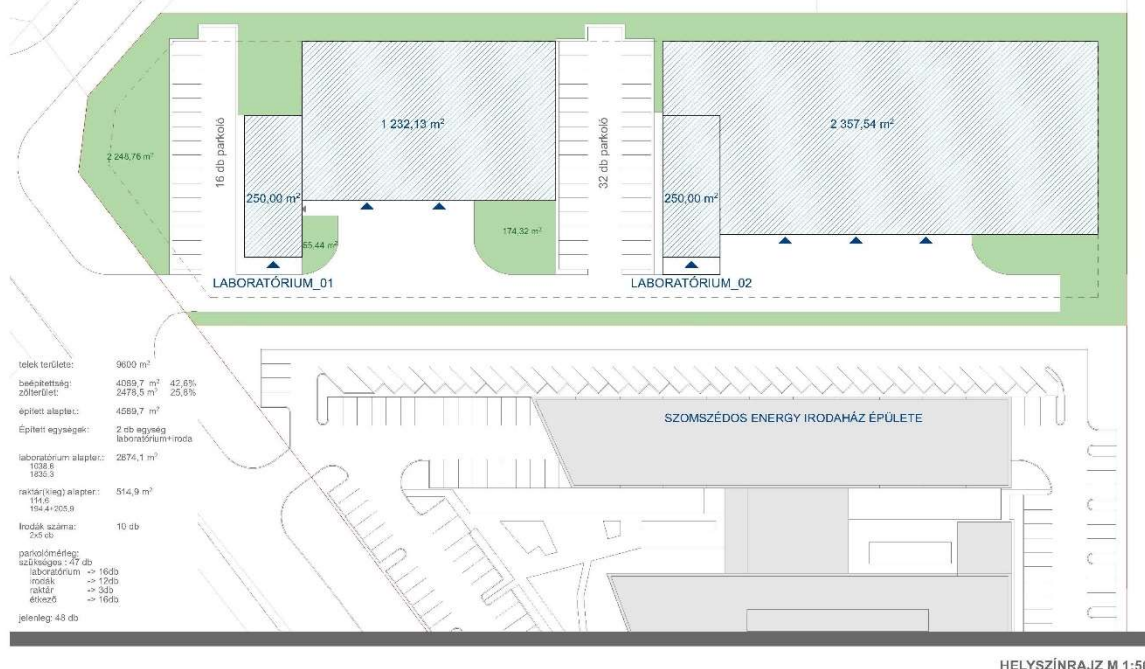 1 232,13 m²
2 357,54 m²
16 db parkoló
32 db parkoló
2 248,76 m²
250,00 m²
250,00 m²
174,32 m²
65,44 m²
LABORATÓRIUM_01
LABORATÓRIUM_02
SZOMSZÉDOS ENERGY IRODAHÁZ ÉPÜLETE
telek területe: 9600 m²
beépítettség: 4089,7 m² 42,6%
zölterület: 2478,5 m² 25,8%
épített alapter.: 4589,7 m²
Épített egységek: 2 db egység
laboratórium+iroda
laboratórium alapter.: 2874,1 m²
1038,8
1835,3
raktár(kieg) alapter.: 514,9 m²
114,6
194,4+205,9
Irodák száma: 10 db
2x5 db
parkolómérleg:
szükséges : 47 db
laboratórium -> 16db
irodák -> 12db
raktár -> 3db
étkező -> 16db
jelenleg: 48 db
HELYSZÍNRAJZ M